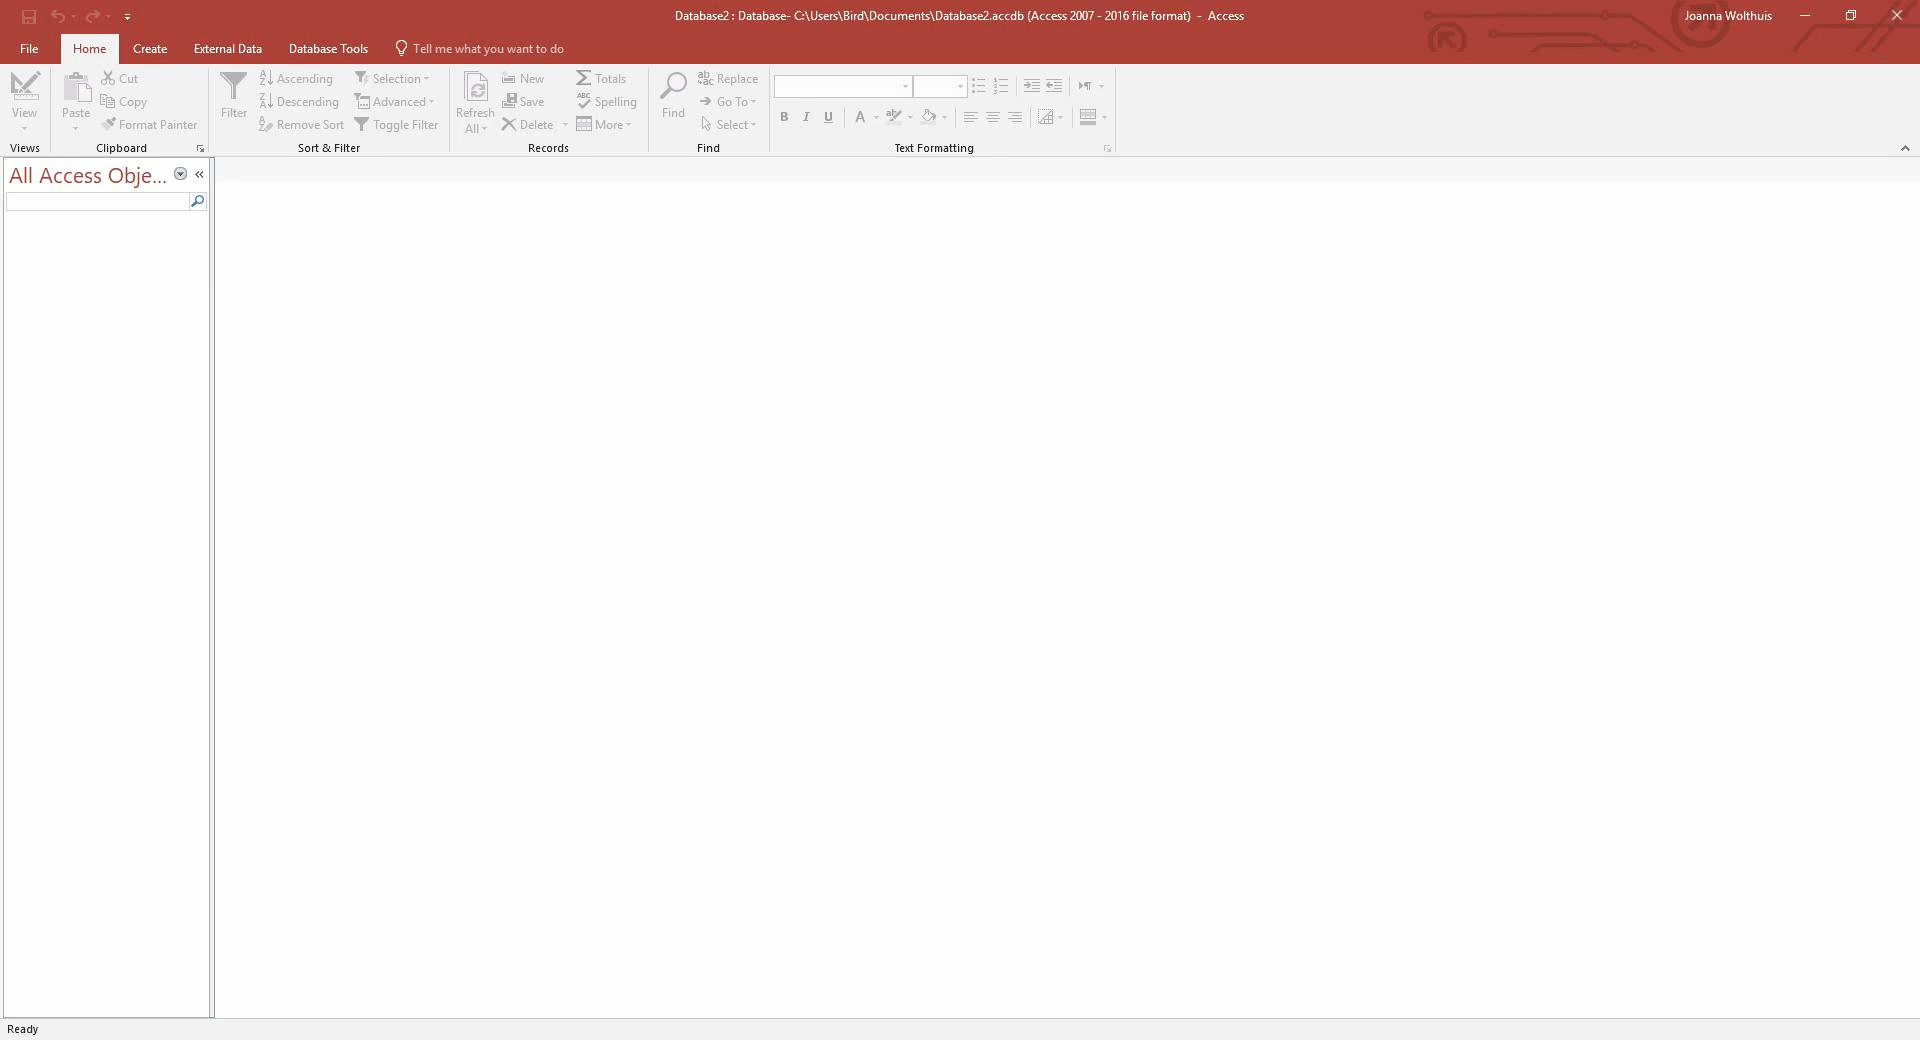 Database2 : Database- C:\Users\Bird\Documents\Database2.accdb (Access 2007 - 2016 file format) - Access
Joanna Wolthuis
File Home Create External Data Database Tools Tell me what you want to do
View
Views
Paste
Cut
Copy
Format Painter
Clipboard
Filter
Ascending
Descending
Remove Sort
Selection
Advanced
Toggle Filter
Sort & Filter
Refresh
All
New
Save
Delete
Totals
Spelling
More
Records
Find
Replace
Go To
Select
Find
B I U A
Text Formatting
All Access Obje...
Ready